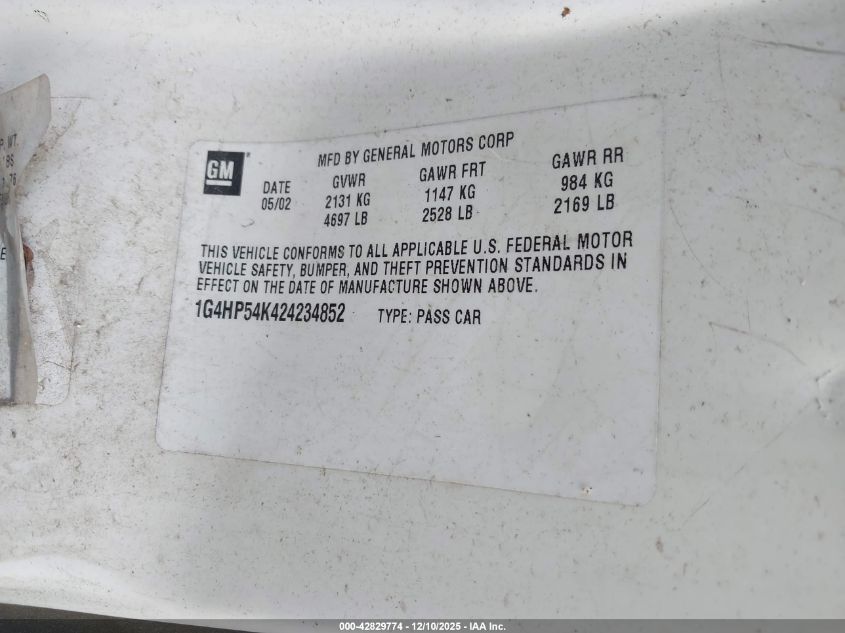 GM
MFD BY GENERAL MOTORS CORP
DATE GVWR GAWR FRT GAWR RR
05/02 2131 KG 1147 KG 984 KG
4697 LB 2528 LB 2169 LB
THIS VEHICLE CONFORMS TO ALL APPLICABLE U.S. FEDERAL MOTOR
VEHICLE SAFETY, BUMPER, AND THEFT PREVENTION STANDARDS IN
EFFECT ON THE DATE OF MANUFACTURE SHOWN ABOVE.
1G4HP54K424234852 TYPE: PASS CAR
000-42829774 - 12/10/2025 - IAA Inc.